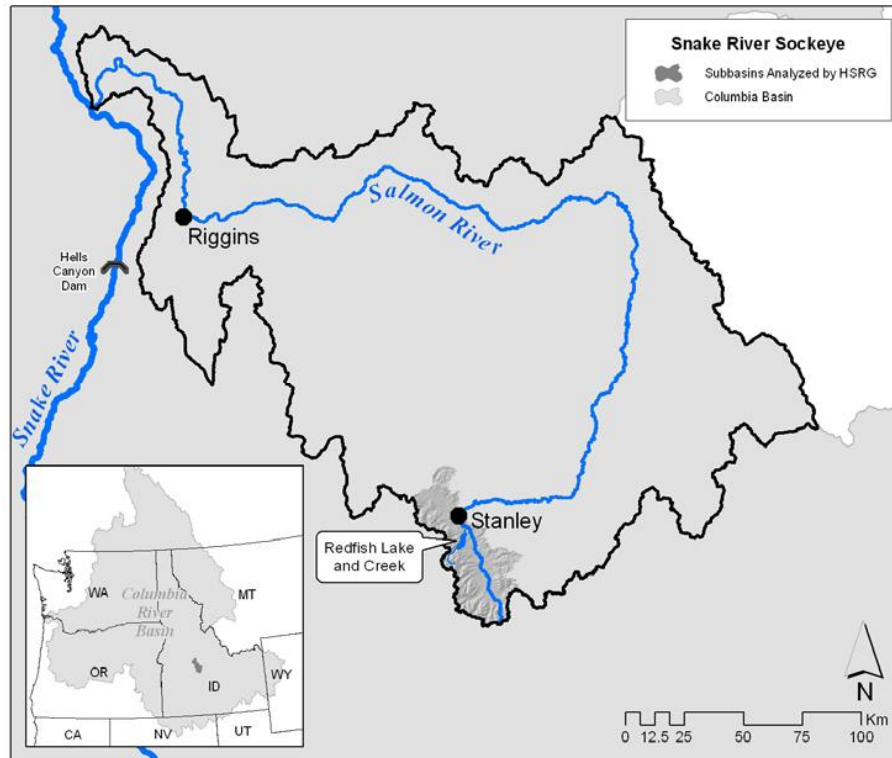 Snake River Sockeye
Subbasins Analyzed by HSRG
Columbia Basin
Salmon River
Riggins
Hells
Canyon
Dam
Snake River
Stanley
Redfish Lake
and Creek
WA
MT
Columbia
River
Basin
OR
ID
WY
CA
NV
UT
N
Km
0 12.5 25 50 75 100